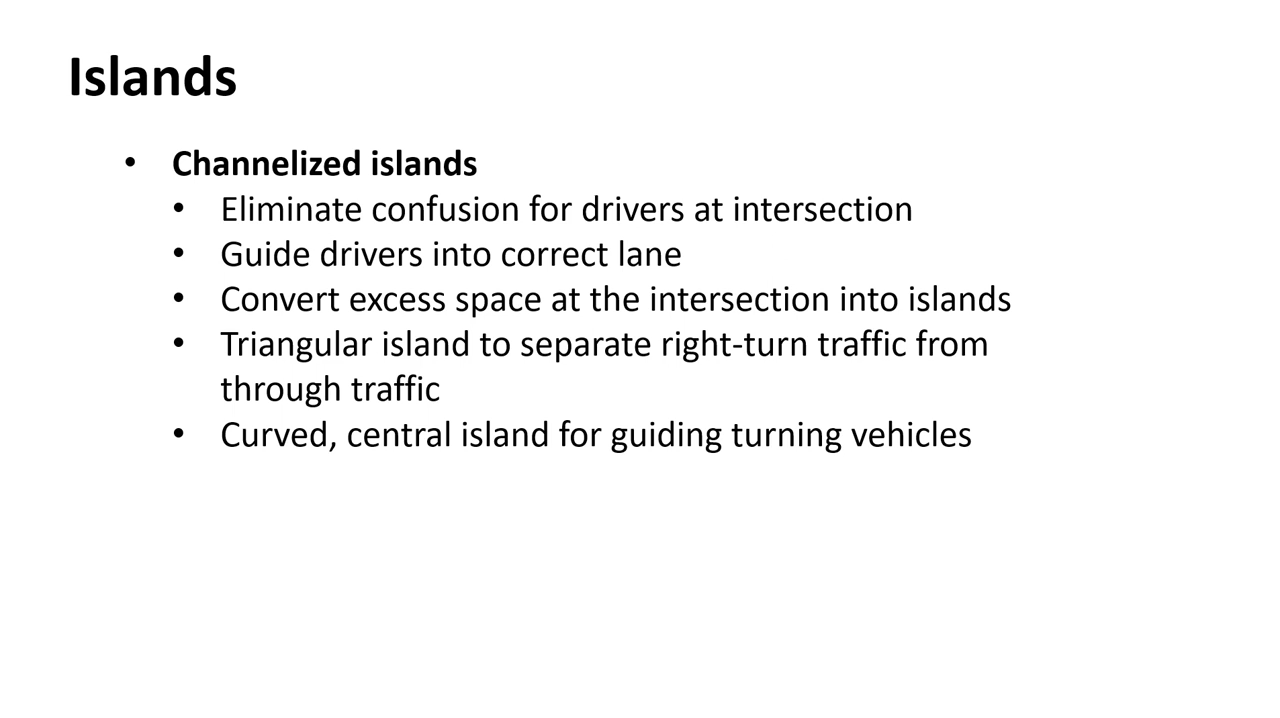 Islands
• Channelized islands
• Eliminate confusion for drivers at intersection
• Guide drivers into correct lane
• Convert excess space at the intersection into islands
• Triangular island to separate right-turn traffic from
through traffic
• Curved, central island for guiding turning vehicles